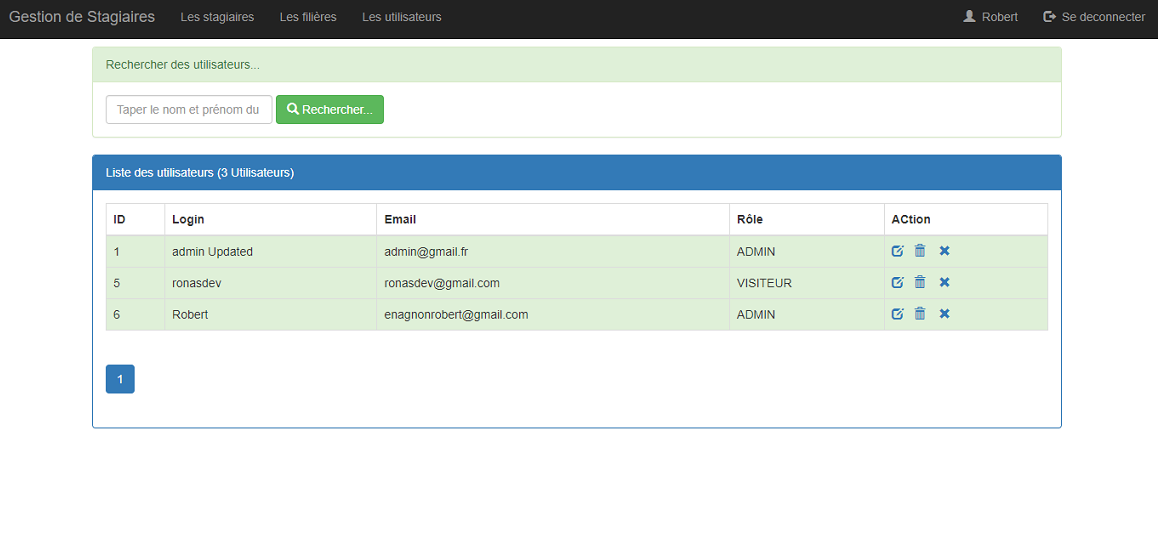 Gestion de Stagiaires Les stagiaires Les filières Les utilisateurs Robert Se deconnecter
Rechercher des utilisateurs...
Taper le nom et prénom du Rechercher...
Liste des utilisateurs (3 Utilisateurs)
ID Login Email Rôle ACtion
1 admin Updated admin@gmail.fr ADMIN
5 ronasdev ronasdev@gmail.com VISITEUR
6 Robert enagnonrobert@gmail.com ADMIN
1